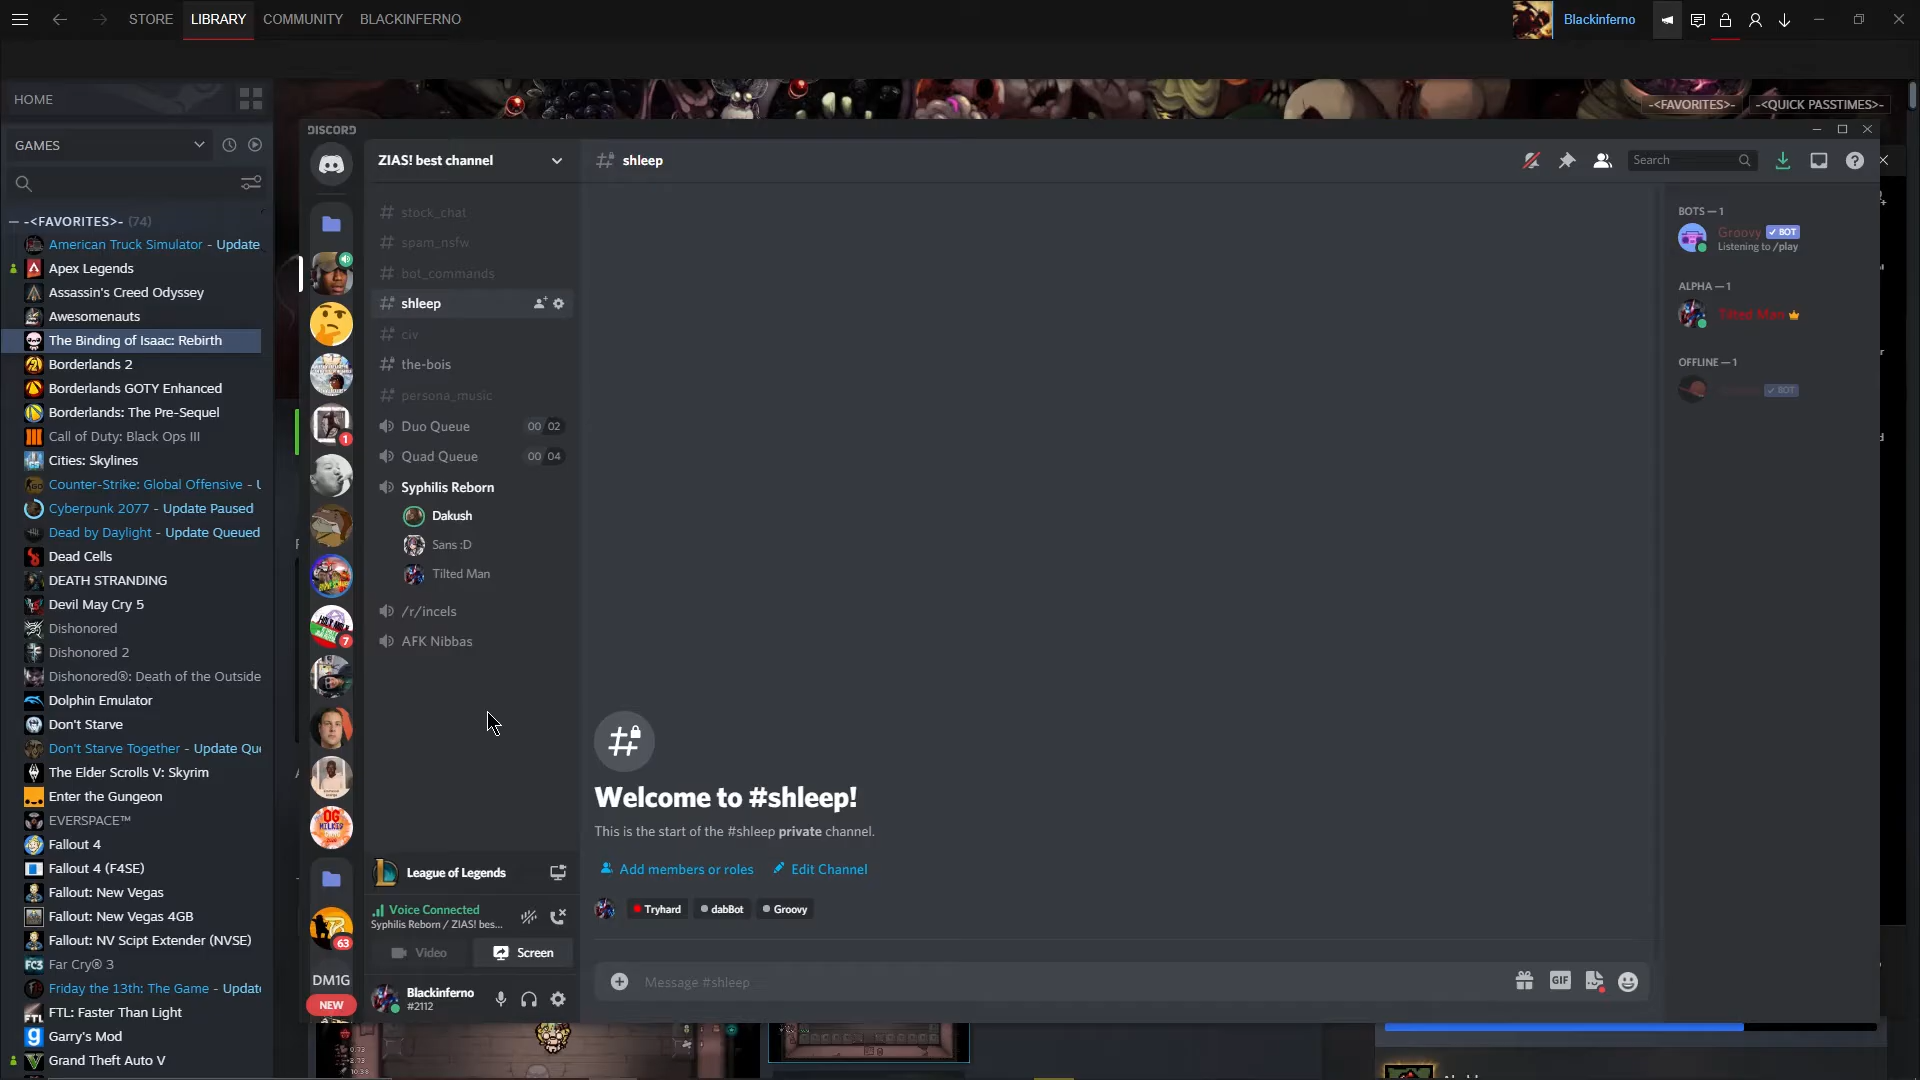 STORE LIBRARY COMMUNITY BLACKINFERNO
Blackinferno
HOME
-<FAVORITES>- -<QUICK PASSTIMES>-
GAMES
-<FAVORITES>- (74)
American Truck Simulator - Update
Apex Legends
Assassin's Creed Odyssey
Awesomenauts
The Binding of Isaac: Rebirth
Borderlands 2
Borderlands GOTY Enhanced
Borderlands: The Pre-Sequel
Call of Duty: Black Ops III
Cities: Skylines
Counter-Strike: Global Offensive - U
Cyberpunk 2077 - Update Paused
Dead by Daylight - Update Queued
Dead Cells
DEATH STRANDING
Devil May Cry 5
Dishonored
Dishonored 2
Dishonored®: Death of the Outside
Dolphin Emulator
Don't Starve
Don't Starve Together - Update Que
The Elder Scrolls V: Skyrim
Enter the Gungeon
EVERSPACE™
Fallout 4
Fallout 4 (F4SE)
Fallout: New Vegas
Fallout: New Vegas 4GB
Fallout: NV Scipt Extender (NVSE)
Far Cry® 3
Friday the 13th: The Game - Update
FTL: Faster Than Light
Garry's Mod
Grand Theft Auto V
DISCORD
1
7
63
DM1G
NEW
ZIAS! best channel
stock_chat
spam_nsfw
bot_commands
shleep
civ
the-bois
persona_music
Duo Queue 00 02
Quad Queue 00 04
Syphilis Reborn
Dakush
Sans :D
Tilted Man
/r/incels
AFK Nibbas
League of Legends
Voice Connected
Syphilis Reborn / ZIAS! bes...
Video Screen
Blackinferno
#2112
shleep
Search
Welcome to #shleep!
This is the start of the #shleep private channel.
Add members or roles Edit Channel
Tryhard dabBot Groovy
Message #shleep
GIF
BOTS — 1
Groovy BOT
Listening to /play
ALPHA — 1
Tilted Man
OFFLINE — 1
BOT